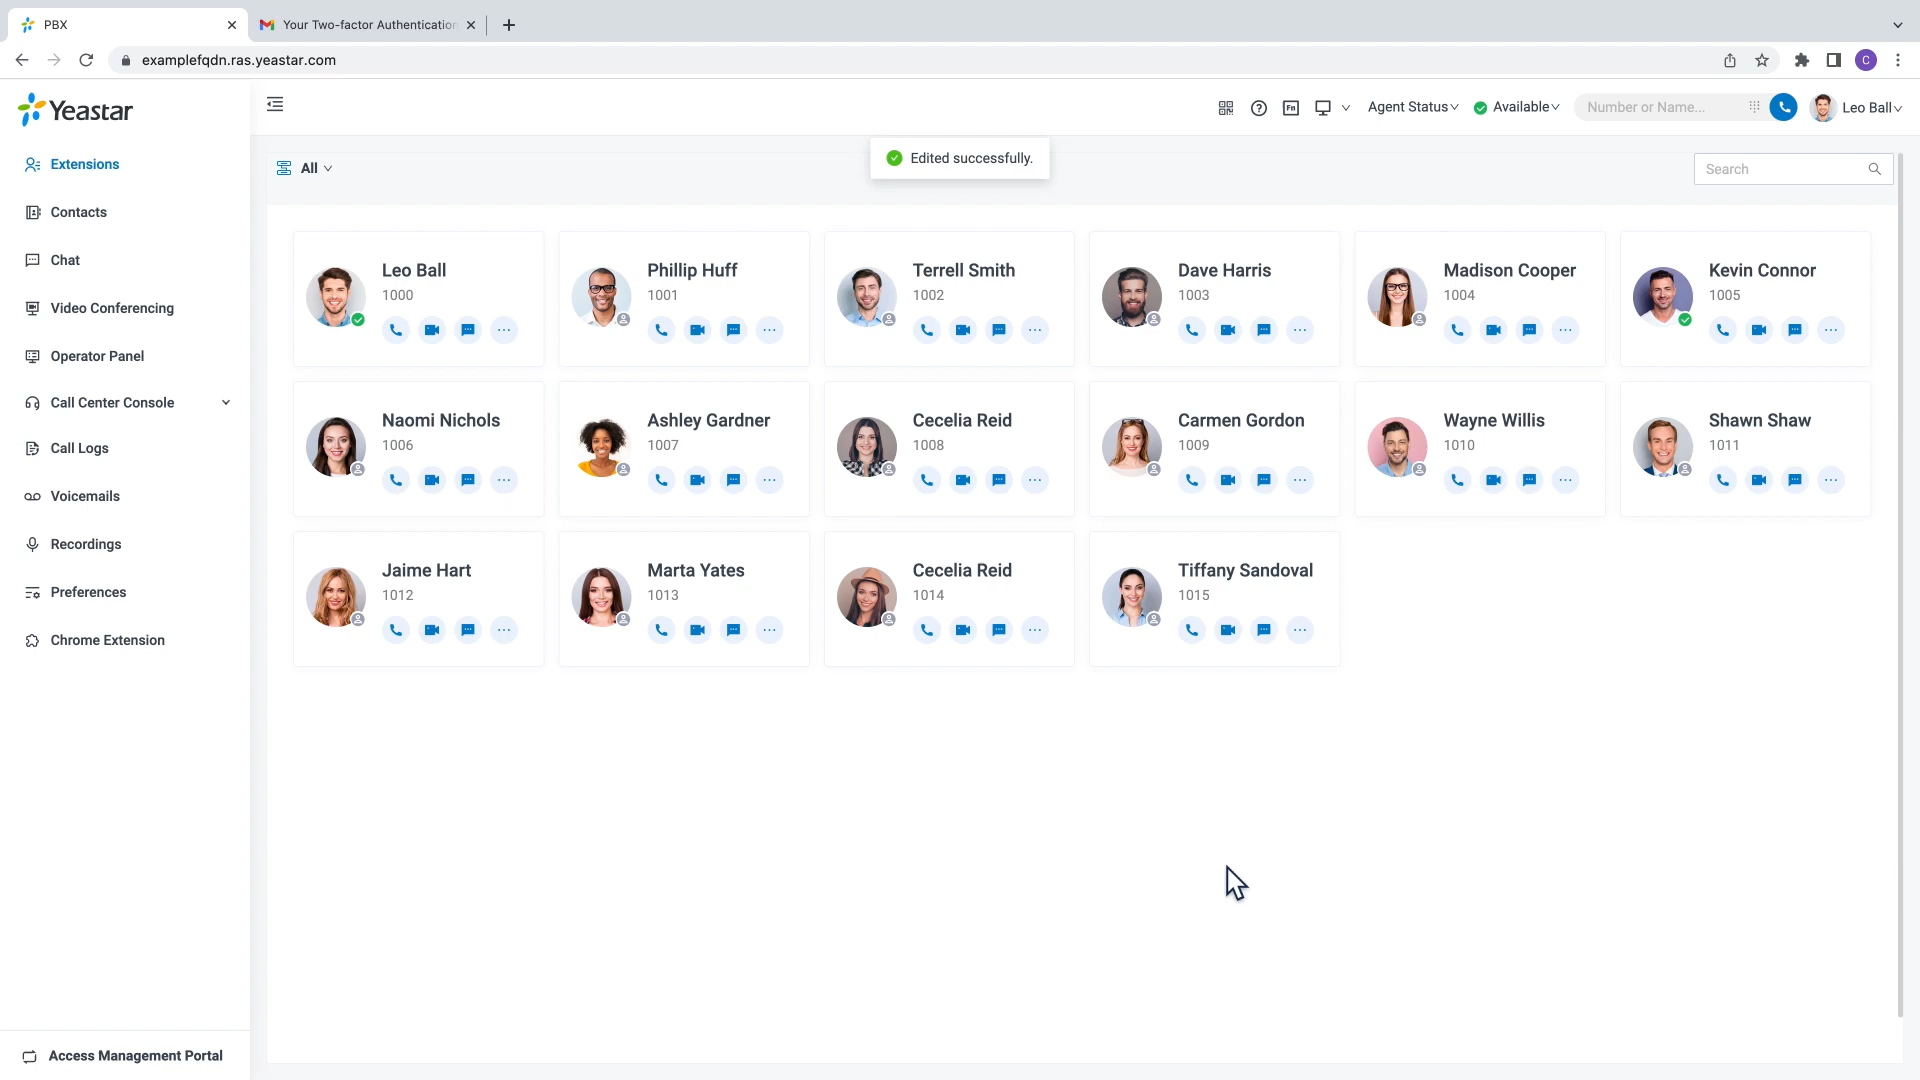 PBX
Your Two-factor Authentication
examplefqdn.ras.yeastar.com
C
Yeastar
Fn
Agent Status
Available
Number or Name...
Leo Ball
Extensions
Contacts
Chat
Video Conferencing
Operator Panel
Call Center Console
Call Logs
Voicemails
Recordings
Preferences
Chrome Extension
Access Management Portal
All
Edited successfully.
Search
Leo Ball
1000
Phillip Huff
1001
Terrell Smith
1002
Dave Harris
1003
Madison Cooper
1004
Kevin Connor
1005
Naomi Nichols
1006
Ashley Gardner
1007
Cecelia Reid
1008
Carmen Gordon
1009
Wayne Willis
1010
Shawn Shaw
1011
Jaime Hart
1012
Marta Yates
1013
Cecelia Reid
1014
Tiffany Sandoval
1015